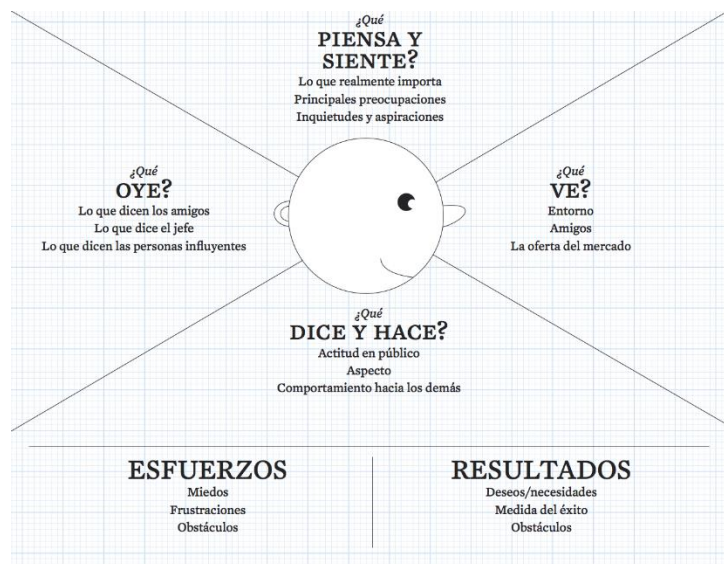 ¿Qué
PIENSA Y
SIENTE?
Lo que realmente importa
Principales preocupaciones
Inquietudes y aspiraciones
¿Qué
OYE?
Lo que dicen los amigos
Lo que dice el jefe
Lo que dicen las personas influyentes
¿Qué
VE?
Entorno
Amigos
La oferta del mercado
¿Qué
DICE Y HACE?
Actitud en público
Aspecto
Comportamiento hacia los demás
ESFUERZOS
Miedos
Frustraciones
Obstáculos
RESULTADOS
Deseos/necesidades
Medida del éxito
Obstáculos